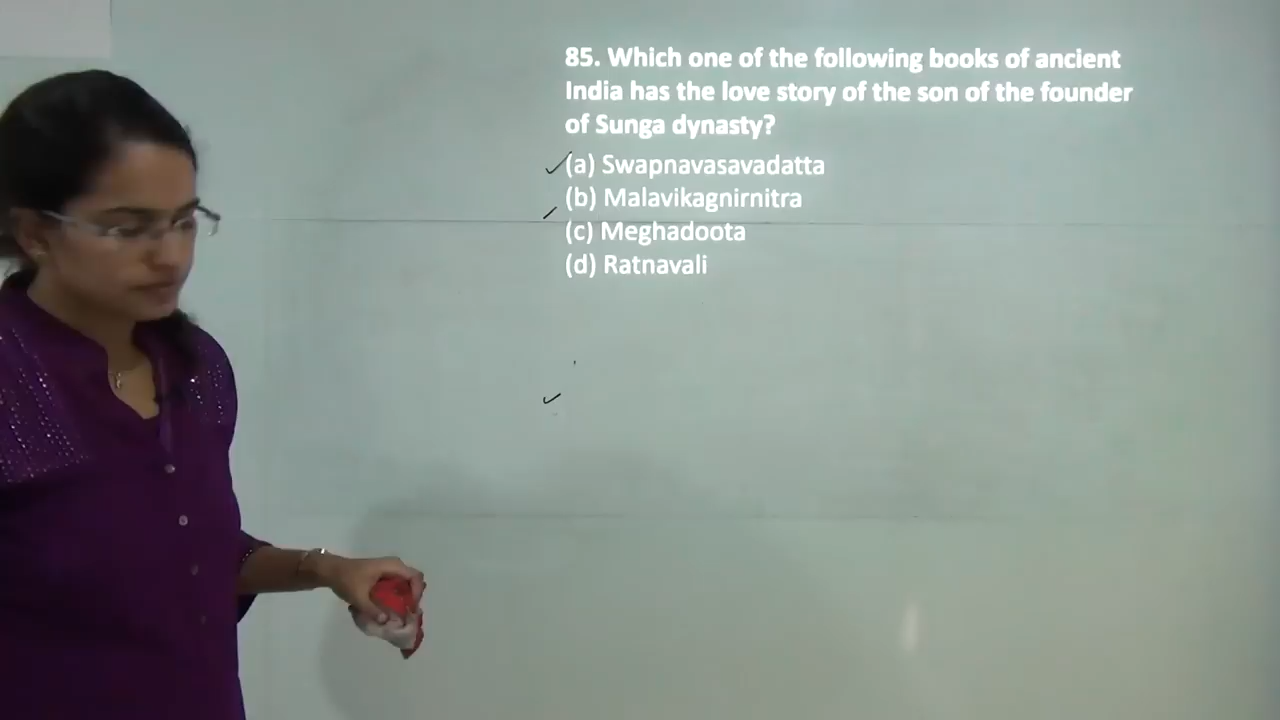 85. Which one of the following books of ancient
India has the love story of the son of the founder
of Sunga dynasty?
(a) Swapnavasavadatta
(b) Malavikagnirnitra
(c) Meghadoota
(d) Ratnavali